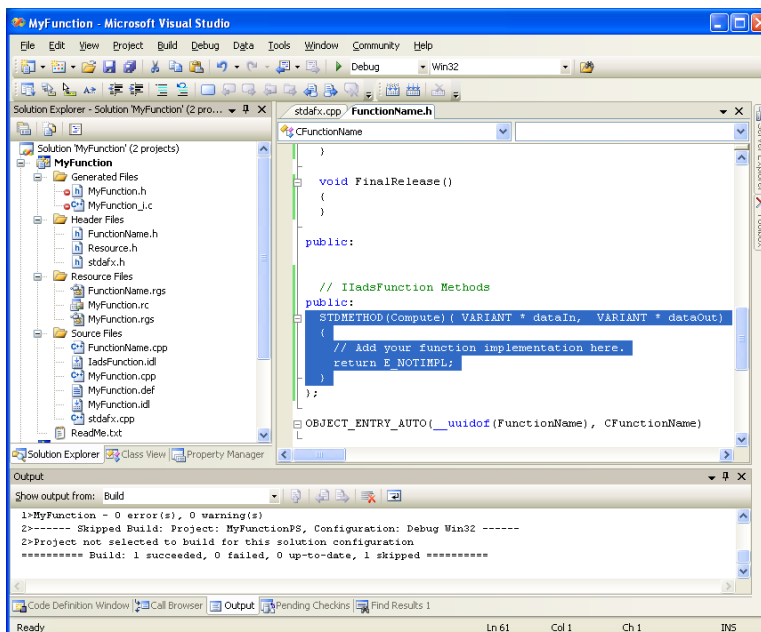 MyFunction - Microsoft Visual Studio
File Edit View Project Build Debug Data Tools Window Community Help
Debug Win32
Solution Explorer - Solution 'MyFunction' (2 pro...
Solution 'MyFunction' (2 projects)
MyFunction
Generated Files
MyFunction.h
MyFunction_i.c
Header Files
FunctionName.h
Resource.h
stdafx.h
Resource Files
FunctionName.rgs
MyFunction.rc
MyFunction.rgs
Source Files
FunctionName.cpp
IadsFunction.idl
MyFunction.cpp
MyFunction.def
MyFunction.idl
stdafx.cpp
ReadMe.txt
Solution Explorer Class View Property Manager
stdafx.cpp FunctionName.h
CFunctionName
}
void FinalRelease()
{
}
public:
// IIadsFunction Methods
public:
STDMETHOD(Compute)( VARIANT * dataIn, VARIANT * dataOut)
{
// Add your function implementation here.
return E_NOTIMPL;
}
};
OBJECT_ENTRY_AUTO(__uuidof(FunctionName), CFunctionName)
Server Explorer
Toolbox
Output
Show output from: Build
1>MyFunction - 0 error(s), 0 warning(s)
2>------ Skipped Build: Project: MyFunctionPS, Configuration: Debug Win32 ------
2>Project not selected to build for this solution configuration
========== Build: 1 succeeded, 0 failed, 0 up-to-date, 1 skipped ==========
Code Definition Window Call Browser Output Pending Checkins Find Results 1
Ready Ln 61 Col 1 Ch 1 INS